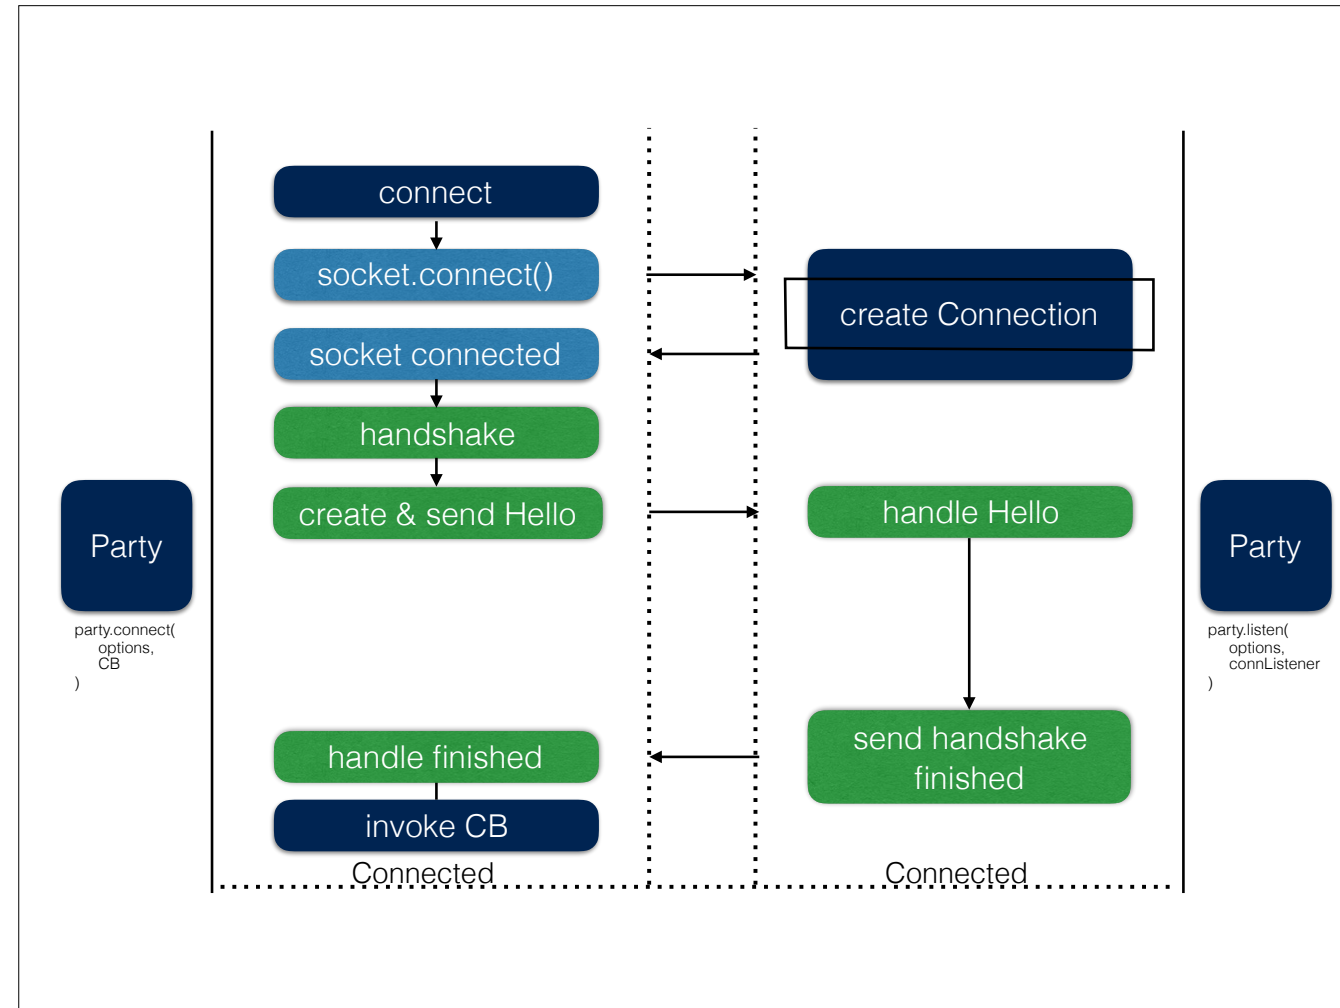 connect
socket.connect()
create Connection
socket connected
handshake
create & send Hello
handle Hello
Party
party.connect(
options,
CB
)
Party
party.listen(
options,
connListener
)
send handshake
finished
handle finished
invoke CB
Connected
Connected